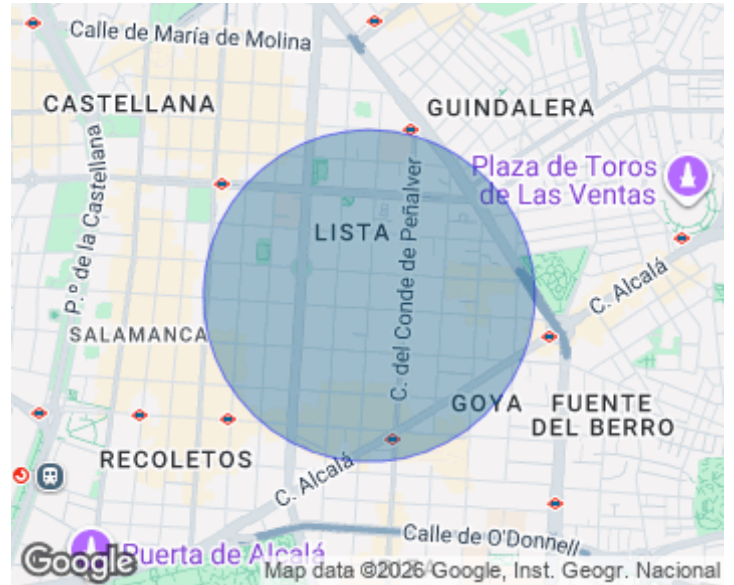 Calle de María de Molina
CASTELLANA
GUINDALERA
Plaza de Toros
de Las Ventas
P.º de la Castellana
LISTA
C. del Conde de Peñalver
C. Alcalá
SALAMANCA
GOYA
FUENTE
DEL BERRO
RECOLETOS
C. Alcalá
Calle de O'Donnell
Puerta de Alcalá
Google
Map data ©2026 Google, Inst. Geogr. Nacional